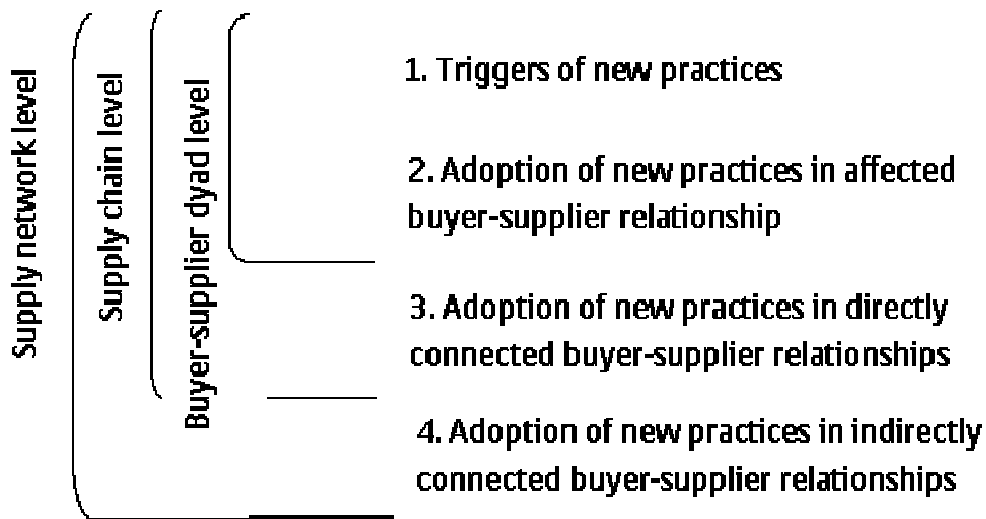 Supply network level
Supply chain level
Buyer-supplier dyad level
1. Triggers of new practices
2. Adoption of new practices in affected
buyer-supplier relationship
3. Adoption of new practices in directly
connected buyer-supplier relationships
4. Adoption of new practices in indirectly
connected buyer-supplier relationships